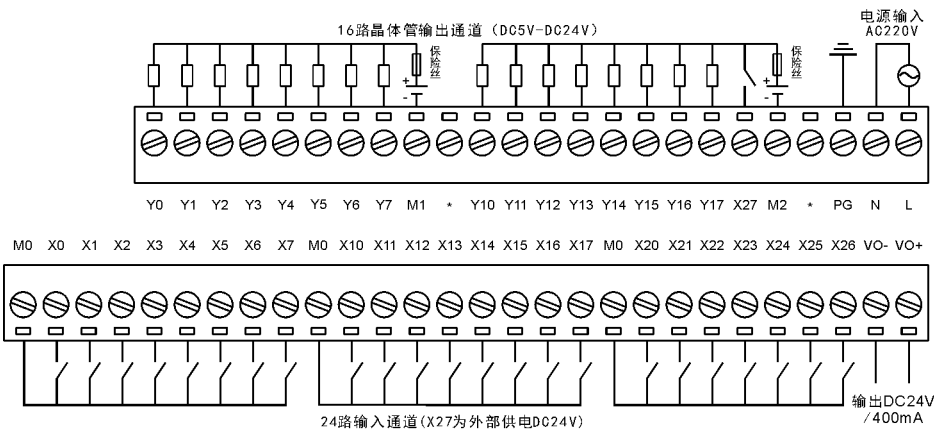 16路晶体管输出通道（DC5V-DC24V）
电源输入
AC220V
保险丝
保险丝
+
-
+
-
Y0 Y1 Y2 Y3 Y4 Y5 Y6 Y7 M1 * Y10 Y11 Y12 Y13 Y14 Y15 Y16 Y17 X27 M2 * PG N L
M0 X0 X1 X2 X3 X4 X5 X6 X7 M0 X10 X11 X12 X13 X14 X15 X16 X17 M0 X20 X21 X22 X23 X24 X25 X26 VO- VO+
24路输入通道(X27为外部供电DC24V)
输出DC24V
/400mA